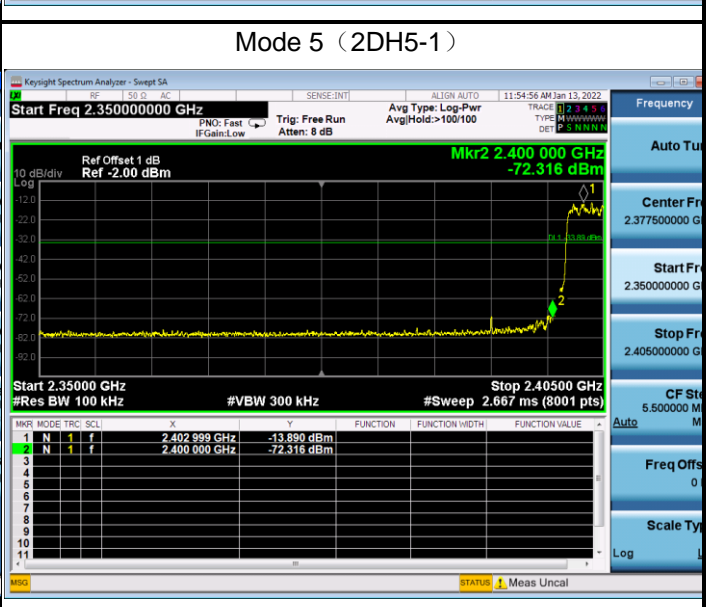 Mode 5（2DH5-1）
Keysight Spectrum Analyzer - Swept SA
RF 50 Ω AC SENSE:INT ALIGN AUTO 11:54:56 AM Jan 13, 2022
Start Freq 2.350000000 GHz
PNO: Fast
IFGain:Low
Trig: Free Run
Atten: 8 dB
Avg Type: Log-Pwr
Avg|Hold:>100/100
TRACE 1 2 3 4 5 6
TYPE M W W W W W
DET P S N N N N
Frequency
Auto Tu
Center Fr
2.377500000 G
Start Fr
2.350000000 G
Stop Fr
2.405000000 G
CF Ste
5.500000 M
Auto M
Freq Offs
0
Scale Ty
Log
Ref Offset 1 dB
10 dB/div Ref -2.00 dBm
Log
Mkr2 2.400 000 GHz
-72.316 dBm
1
-12.0
-22.0
-32.0
DL1 -33.89 dBm
-42.0
-52.0
-62.0
2
-72.0
-82.0
-92.0
Start 2.35000 GHz Stop 2.40500 GHz
#Res BW 100 kHz #VBW 300 kHz #Sweep 2.667 ms (8001 pts)
MKR MODE TRC SCL X Y FUNCTION FUNCTION WIDTH FUNCTION VALUE
1 N 1 f 2.402 999 GHz -13.890 dBm
2 N 1 f 2.400 000 GHz -72.316 dBm
3
4
5
6
7
8
9
10
11
MSG STATUS Meas Uncal